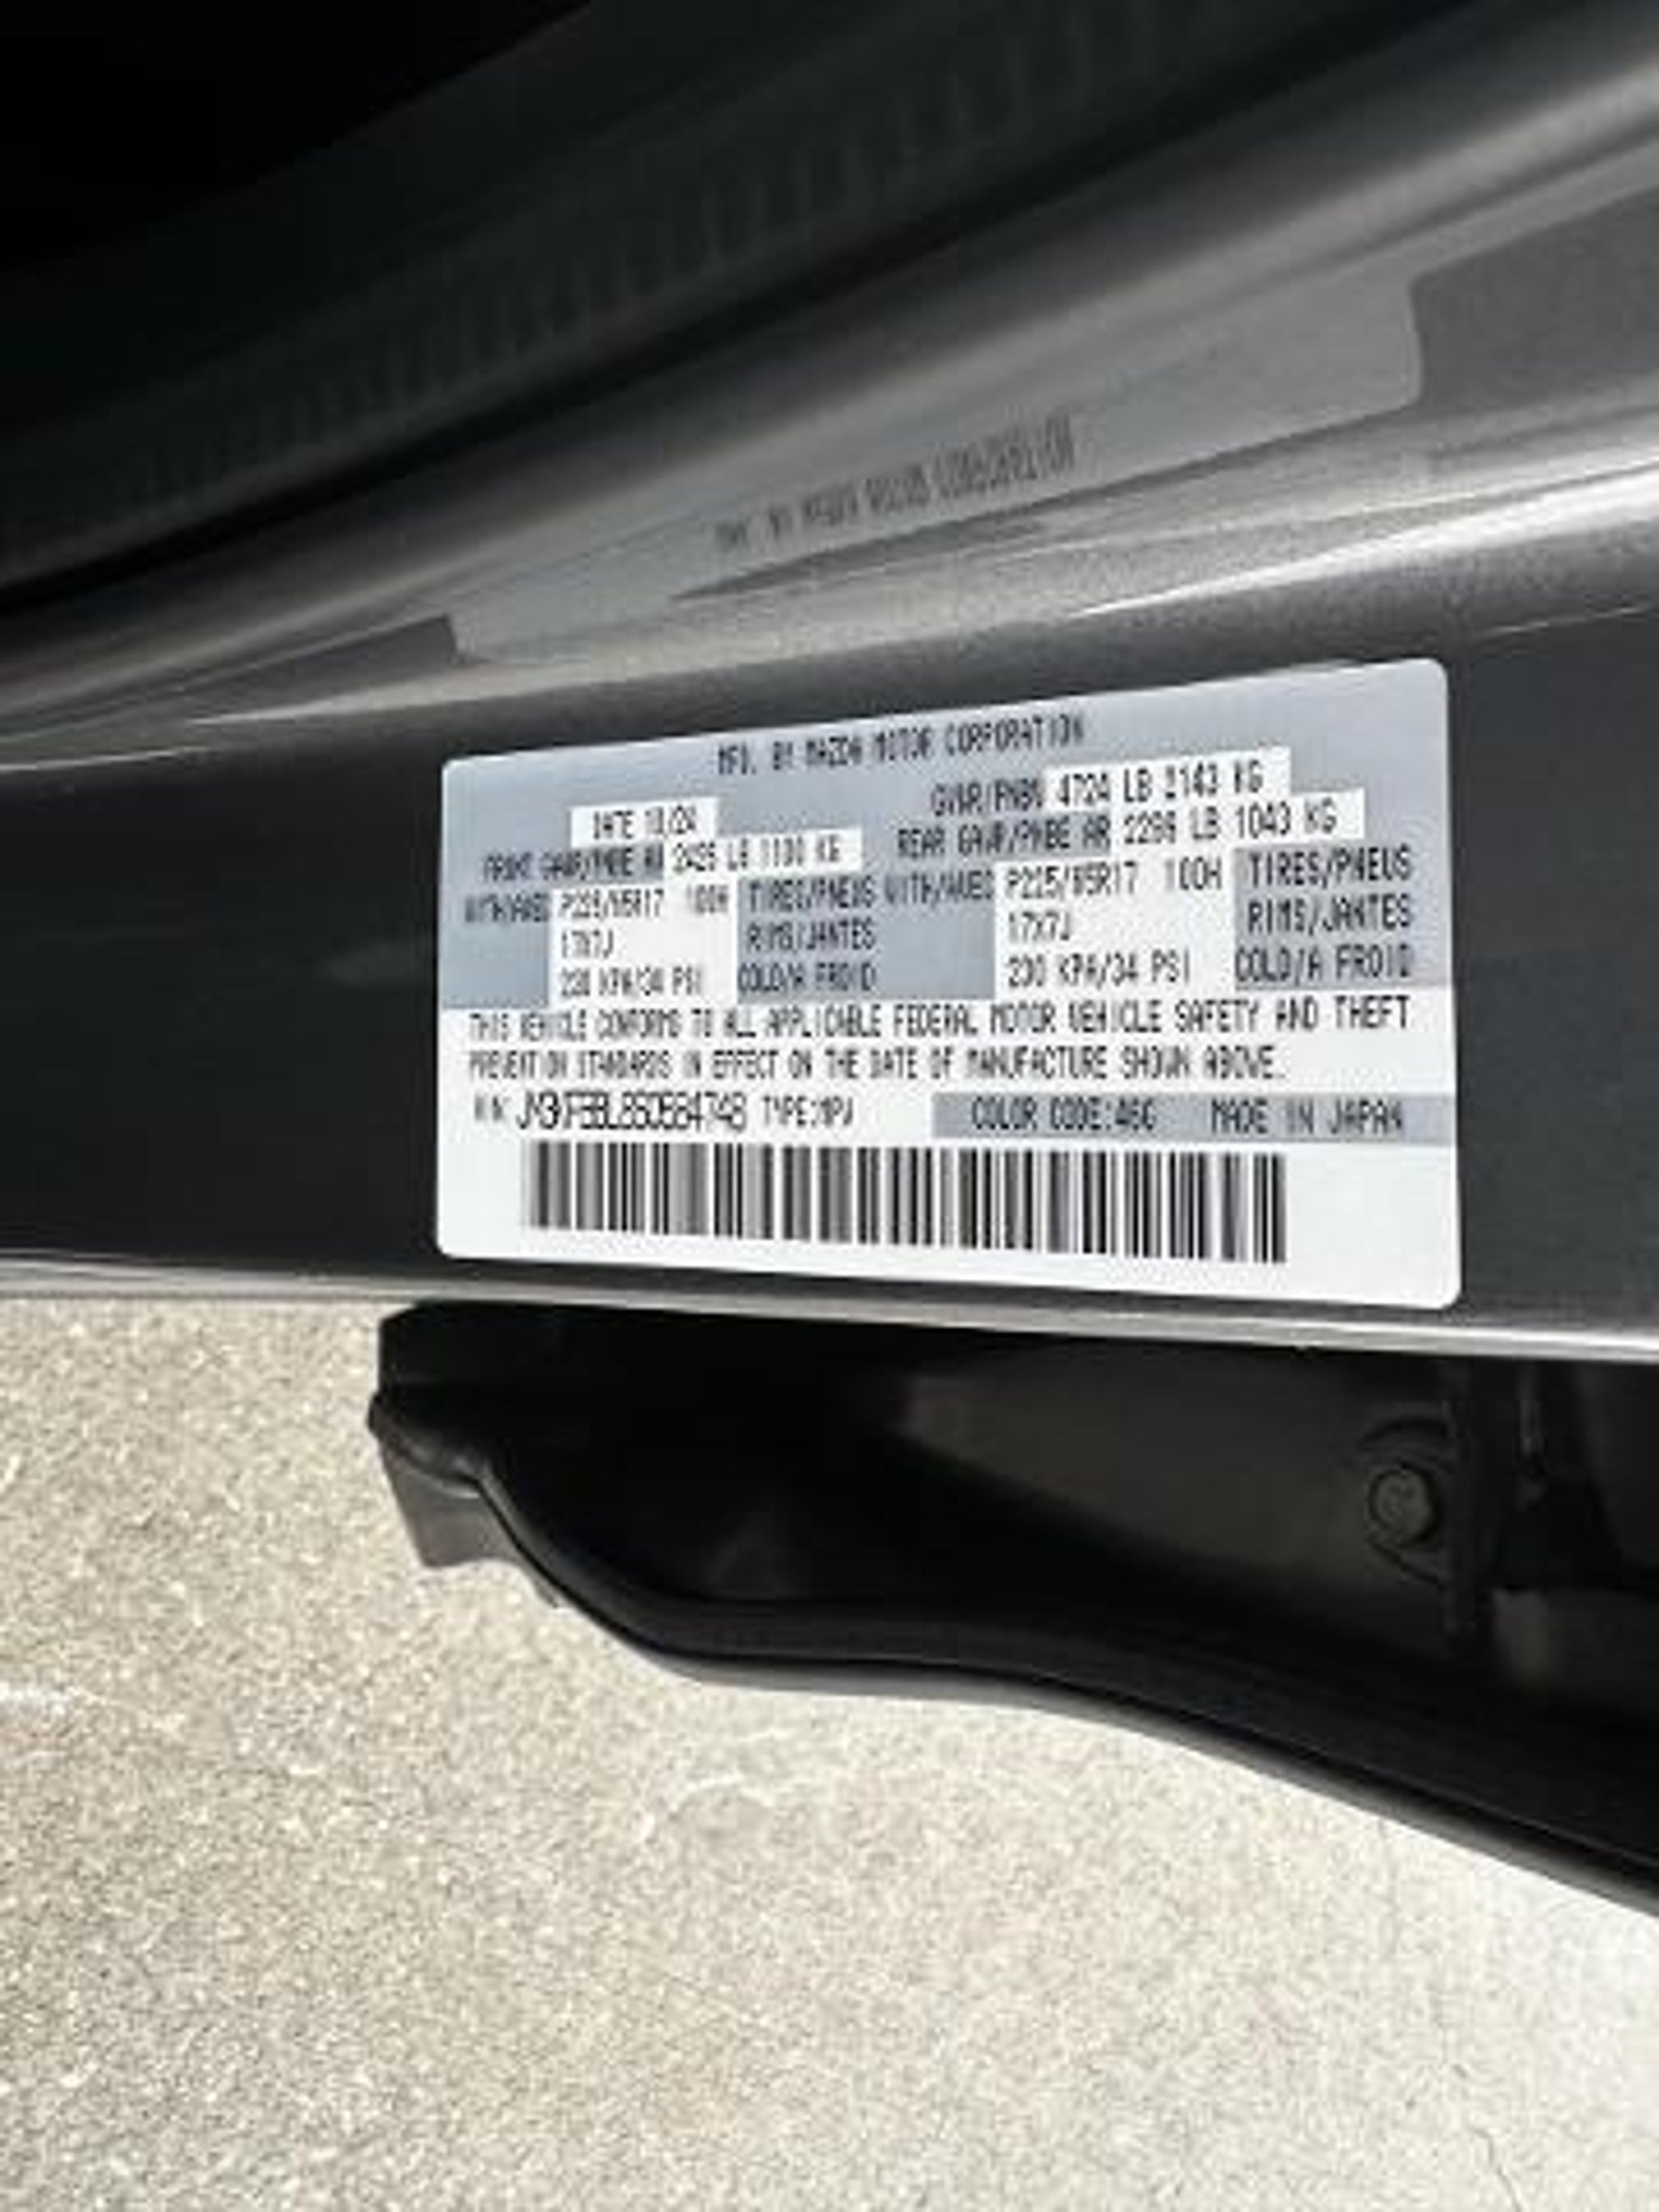 MFD. BY MAZDA MOTOR CORPORATION
DATE 10/24
GVWR/PNBV 4724 LB 2143 KG
FRONT GAWR/PNBE AV 2425 LB 1100 KG
REAR GAWR/PNBE AR 2299 LB 1043 KG
WITH/AVEC P225/65R17 100H TIRES/PNEUS WITH/AVEC P225/65R17 100H TIRES/PNEUS
17X7J RIMS/JANTES 17X7J RIMS/JANTES
230 KPA/34 PSI COLD/A FROID 230 KPA/34 PSI COLD/A FROID
THIS VEHICLE CONFORMS TO ALL APPLICABLE FEDERAL MOTOR VEHICLE SAFETY AND THEFT
PREVENTION STANDARDS IN EFFECT ON THE DATE OF MANUFACTURE SHOWN ABOVE.
VIN: TYPE:MPV COLOR CODE:46G MADE IN JAPAN